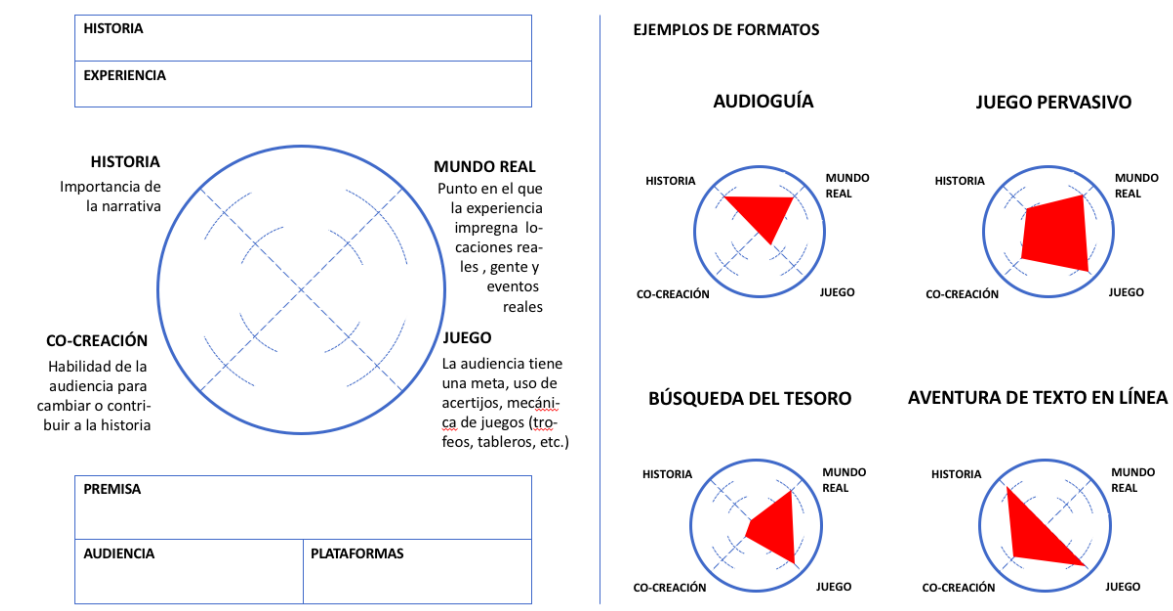 HISTORIA
EXPERIENCIA
HISTORIA
Importancia de
la narrativa
MUNDO REAL
Punto en el que
la experiencia
impregna lo-
caciones rea-
les , gente y
eventos
reales
CO-CREACIÓN
Habilidad de la
audiencia para
cambiar o contri-
buir a la historia
JUEGO
La audiencia tiene
una meta, uso de
acertijos, mecáni-
ca de juegos (tro-
feos, tableros, etc.)
PREMISA
AUDIENCIA
PLATAFORMAS
EJEMPLOS DE FORMATOS
AUDIOGUÍA
HISTORIA
MUNDO
REAL
CO-CREACIÓN
JUEGO
JUEGO PERVASIVO
HISTORIA
MUNDO
REAL
CO-CREACIÓN
JUEGO
BÚSQUEDA DEL TESORO
HISTORIA
MUNDO
REAL
CO-CREACIÓN
JUEGO
AVENTURA DE TEXTO EN LÍNEA
HISTORIA
MUNDO
REAL
CO-CREACIÓN
JUEGO